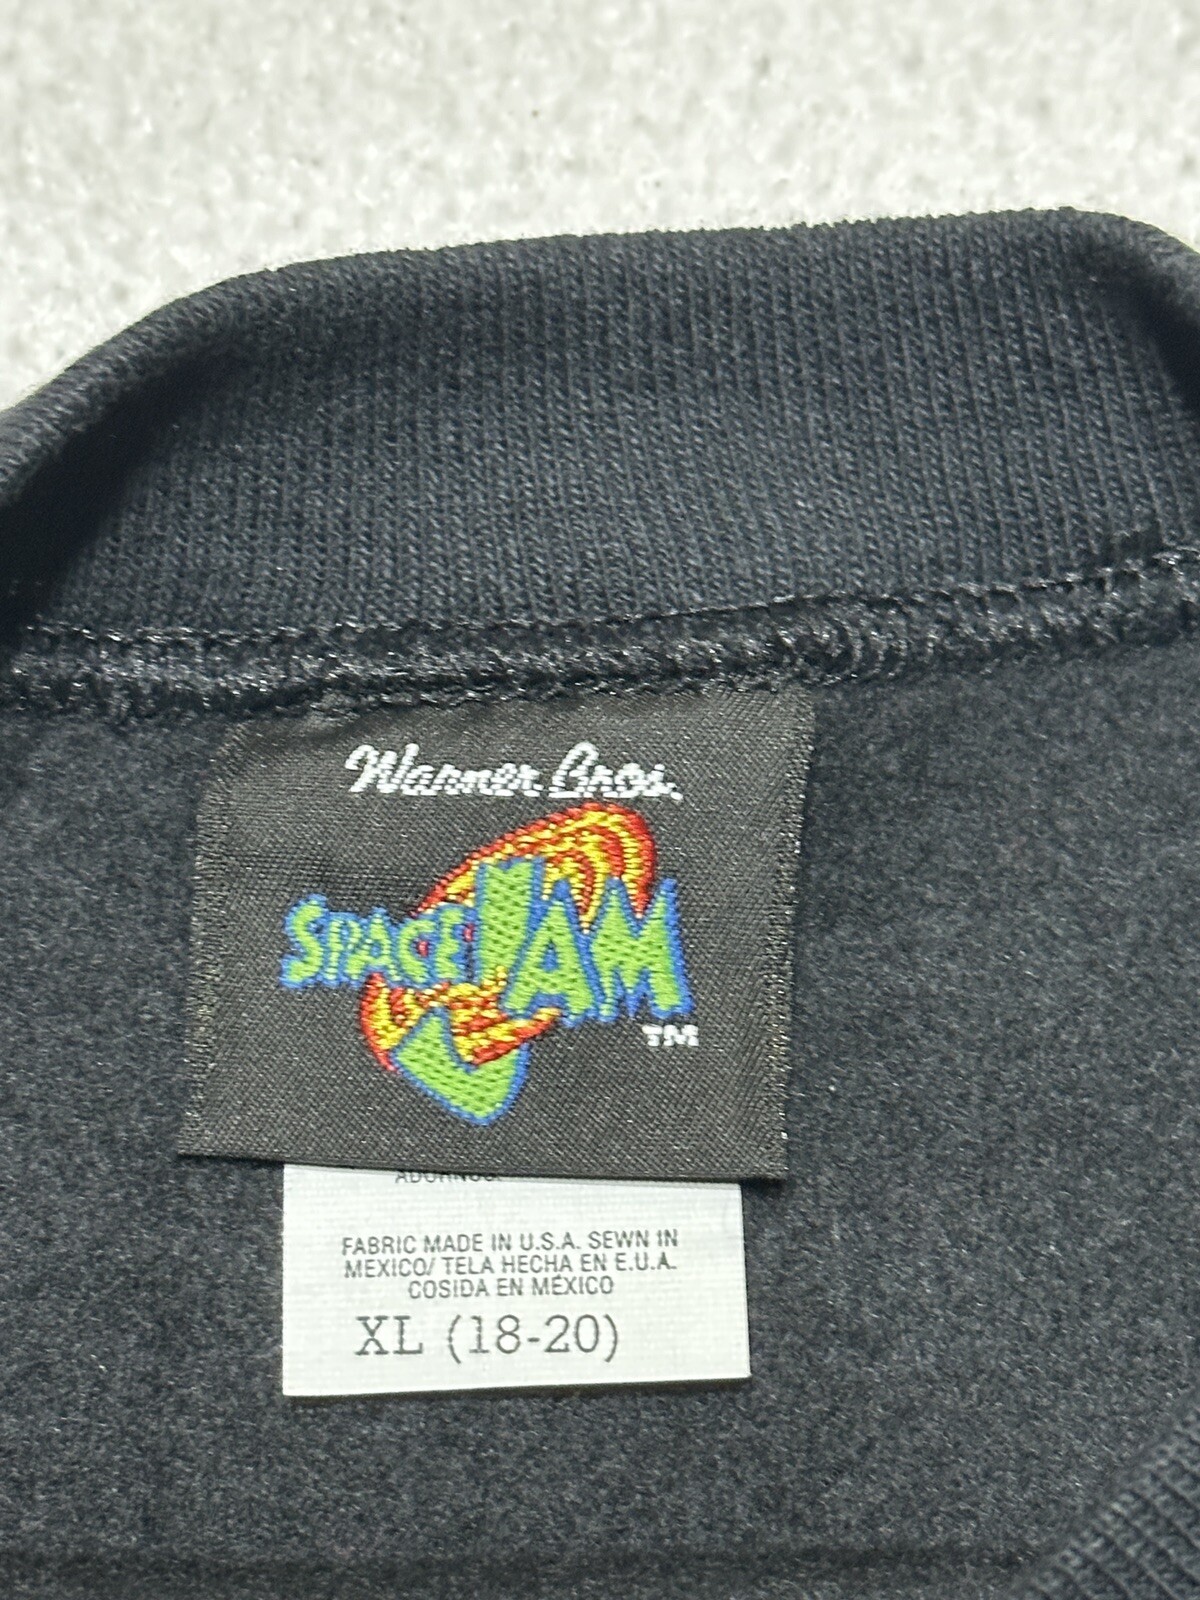 Warner Bros.
SPACE JAM
TM
ADORNOS.
FABRIC MADE IN U.S.A. SEWN IN
MEXICO/ TELA HECHA EN E.U.A.
COSIDA EN MÉXICO
XL (18-20)